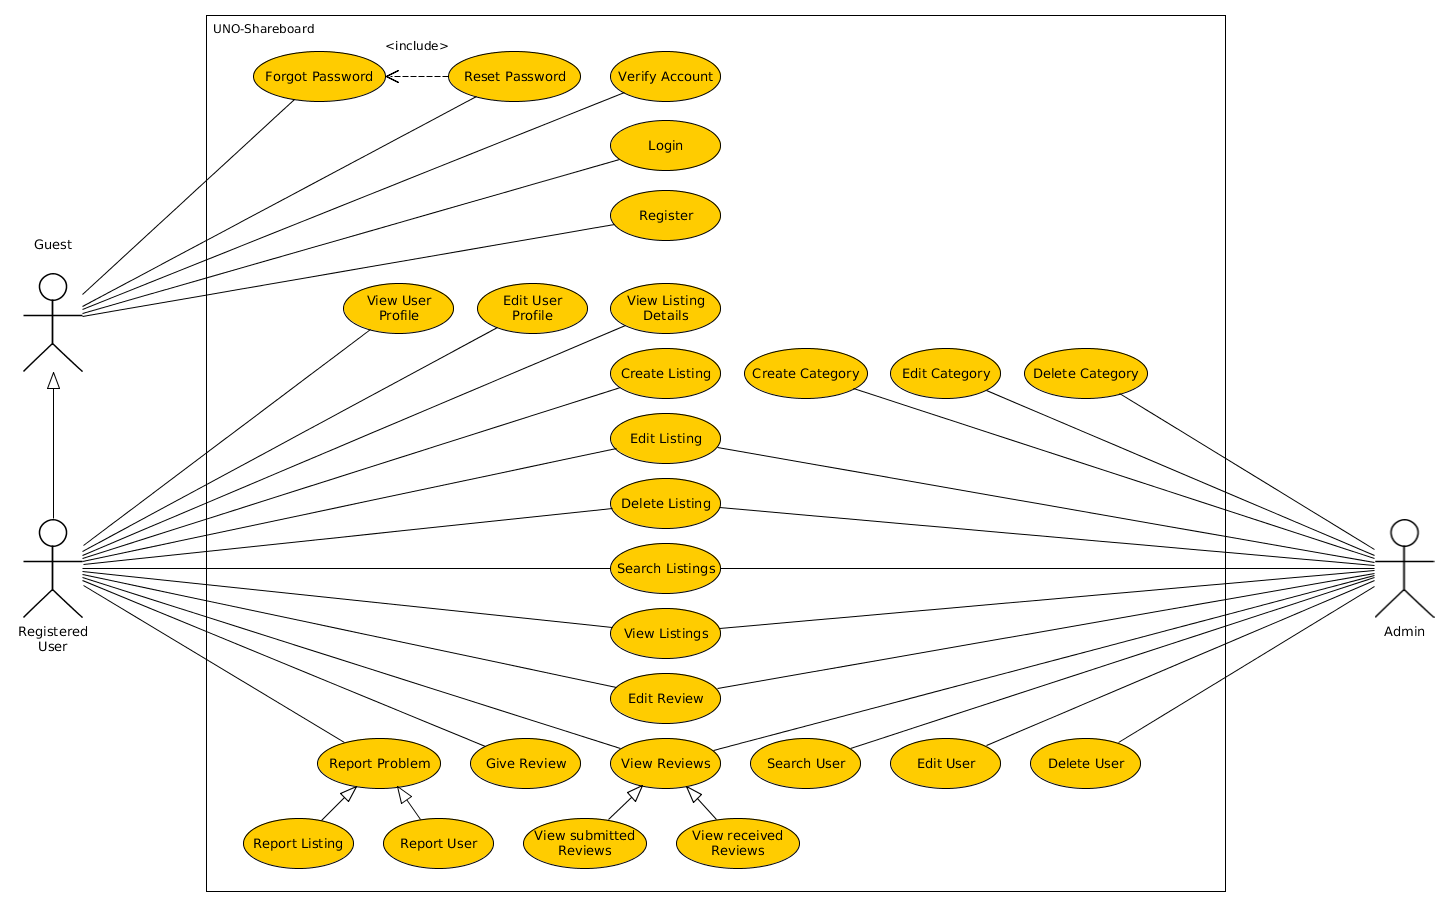 UNO-Shareboard
<include>
Forgot Password
Reset Password
Verify Account
Login
Register
Guest
View User
Profile
Edit User
Profile
View Listing
Details
Create Listing
Create Category
Edit Category
Delete Category
Edit Listing
Delete Listing
Search Listings
View Listings
Registered
User
Admin
Edit Review
Report Problem
Give Review
View Reviews
Search User
Edit User
Delete User
Report Listing
Report User
View submitted
Reviews
View received
Reviews